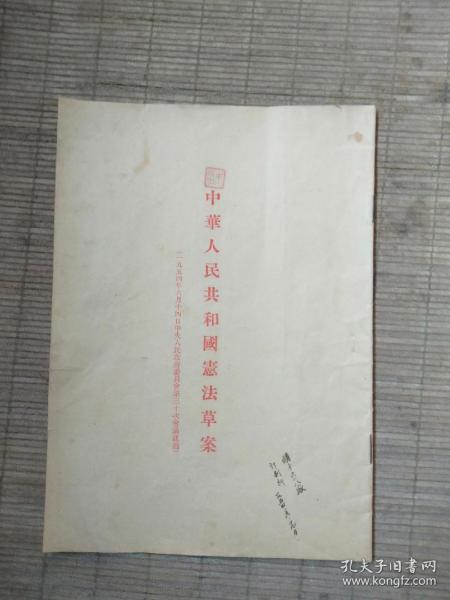 中華人民共和國憲法草案
（一九五四年六月十四日中央人民政府委員會第三十次會議通過）
孔夫子旧书网
www.kongfz.com